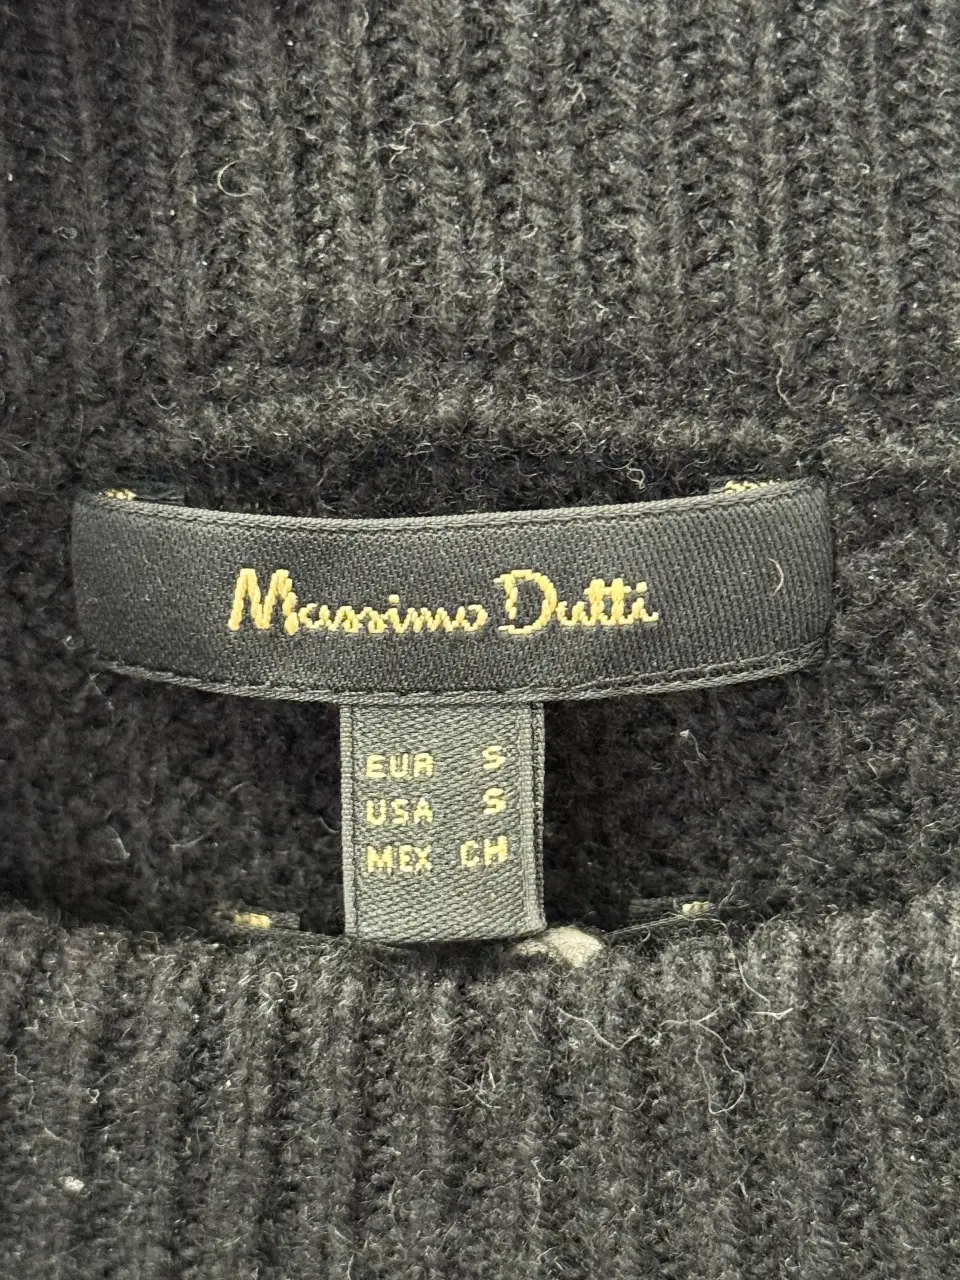 Massimo Dutti
EUR S
USA S
MEX CH